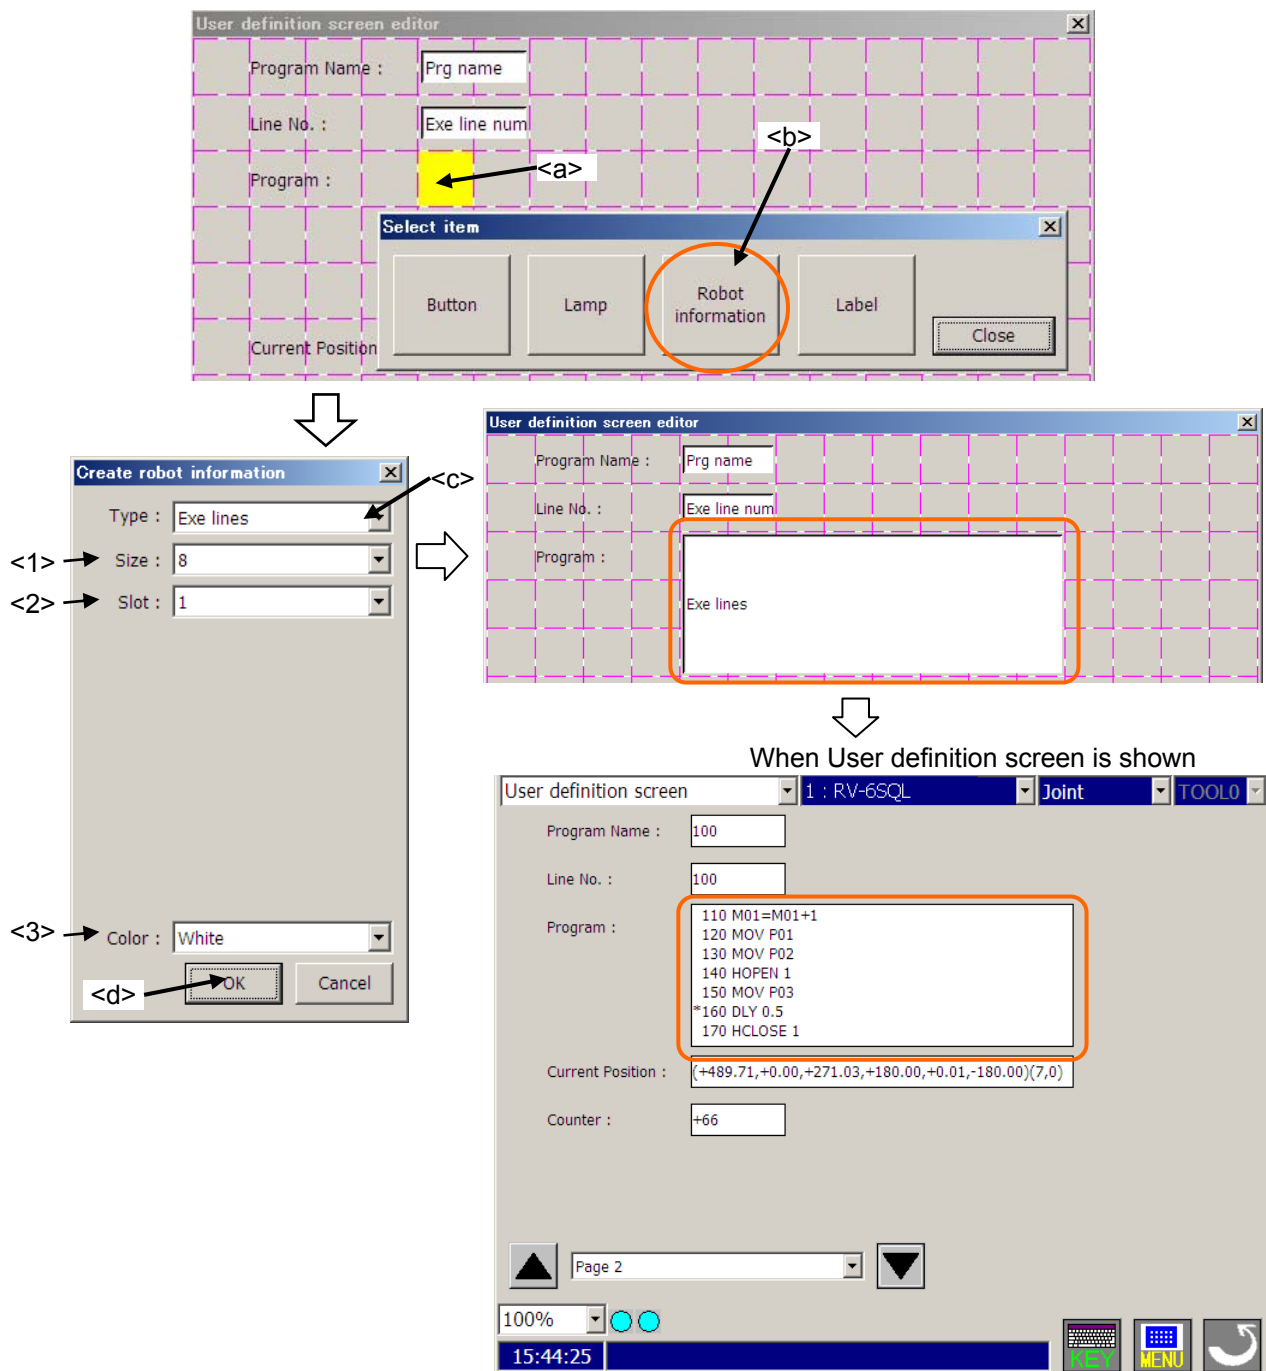 User definition screen editor
Program Name :
Prg name
Line No. :
Exe line num
<b>
Program :
<a>
Select item
Button
Lamp
Robot
information
Label
Close
Current Position
User definition screen editor
Program Name :
Prg name
Line No. :
Exe line num
Program :
Exe lines
Create robot information
<c>
Type :
Exe lines
<1>
Size :
8
<2>
Slot :
1
<3>
Color :
White
<d>
OK
Cancel
When User definition screen is shown
User definition screen
1 : RV-6SQL
Joint
TOOL0
Program Name :
100
Line No. :
100
Program :
110 M01=M01+1
120 MOV P01
130 MOV P02
140 HOPEN 1
150 MOV P03
*160 DLY 0.5
170 HCLOSE 1
Current Position :
(+489.71,+0.00,+271.03,+180.00,+0.01,-180.00)(7,0)
Counter :
+66
Page 2
100%
15:44:25
KEY
MENU